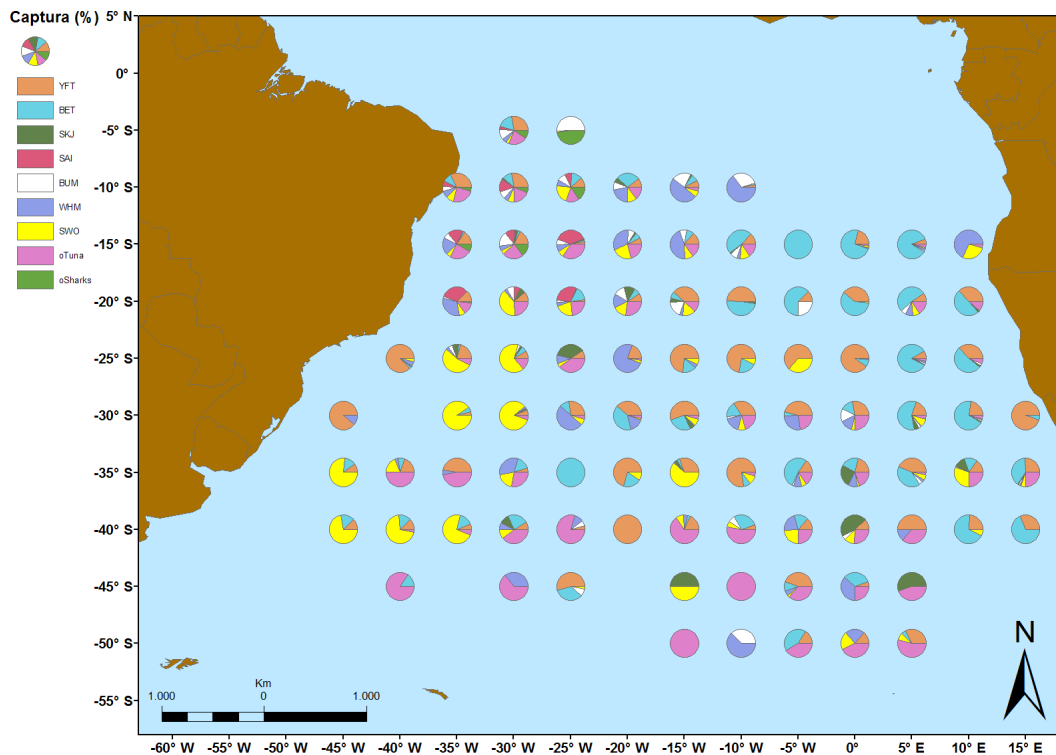 Captura (%)
YFT
BET
SKJ
SAI
BUM
WHM
SWO
oTuna
oSharks
5° N
0°
-5° S
-10° S
-15° S
-20° S
-25° S
-30° S
-35° S
-40° S
-45° S
-50° S
-55° S
N
Km
1.000 0 1.000
-60° W -55° W -50° W -45° W -40° W -35° W -30° W -25° W -20° W -15° W -10° W -5° W 0° 5° E 10° E 15° E